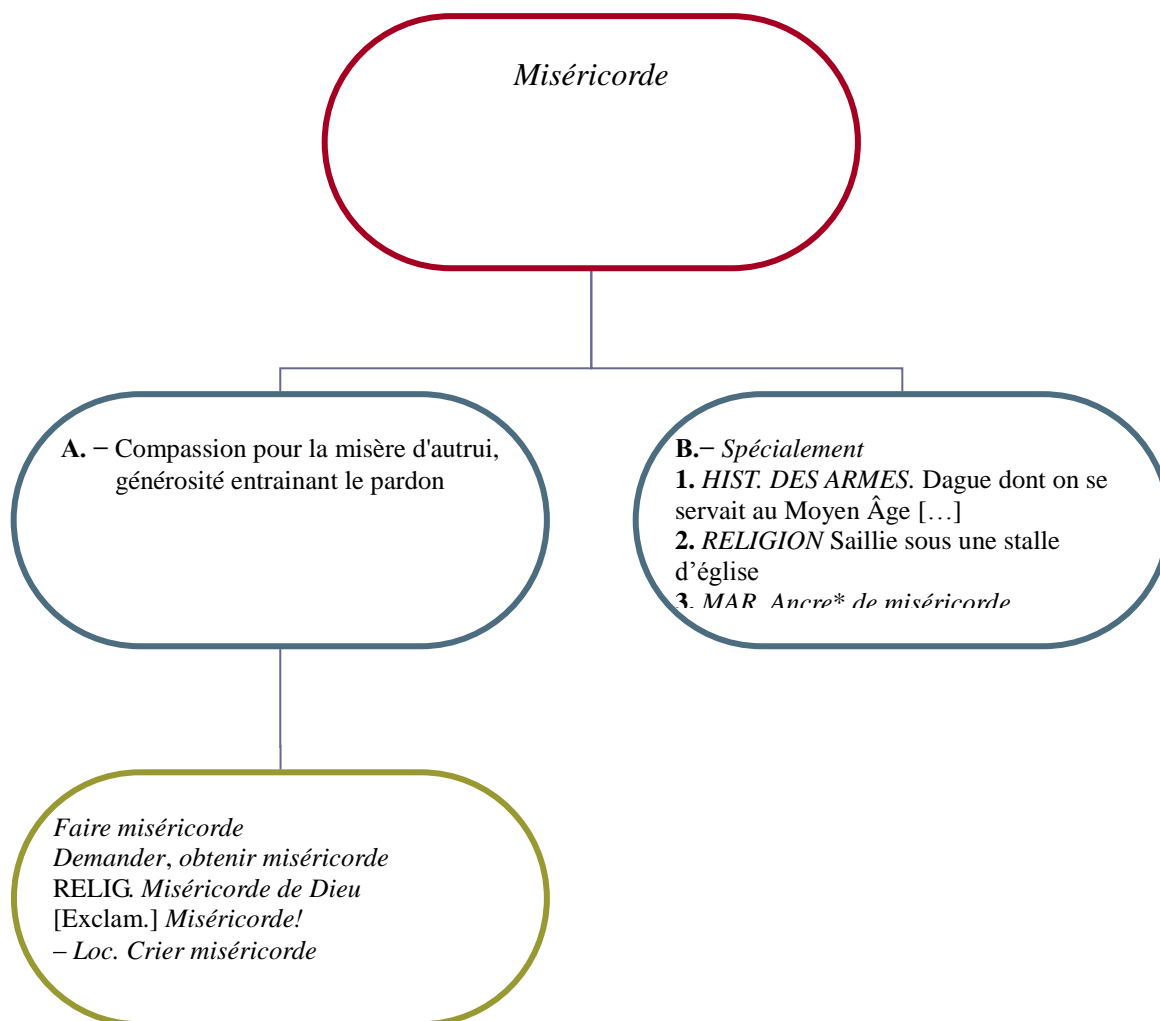 Miséricorde
A. − Compassion pour la misère d'autrui,
générosité entrainant le pardon
B.− Spécialement
1. HIST. DES ARMES. Dague dont on se
servait au Moyen Âge […]
2. RELIGION Saillie sous une stalle
d’église
3. MAR. Ancre* de miséricorde
Faire miséricorde
Demander, obtenir miséricorde
RELIG. Miséricorde de Dieu
[Exclam.] Miséricorde!
– Loc. Crier miséricorde